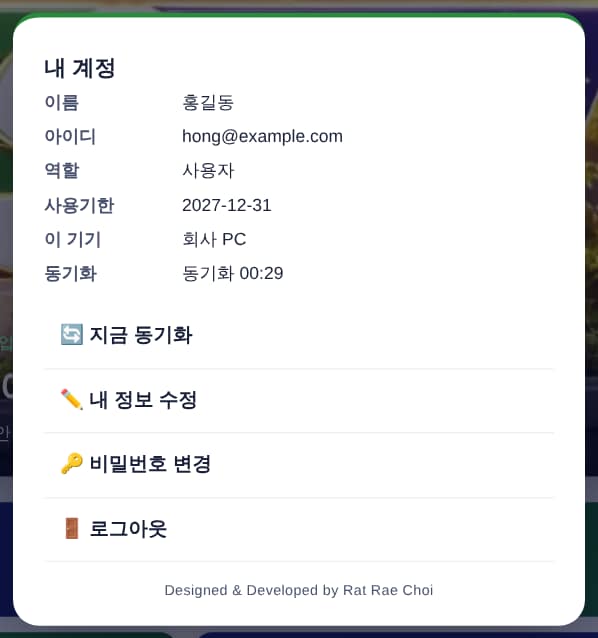 내 계정
이름 홍길동
아이디 hong@example.com
역할 사용자
사용기한 2027-12-31
이 기기 회사 PC
동기화 동기화 00:29
🔄 지금 동기화
✏️ 내 정보 수정
🔑 비밀번호 변경
🚪 로그아웃
Designed & Developed by Rat Rae Choi